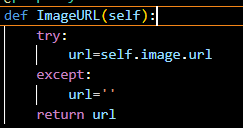 def ImageURL(self):
    try:
        url=self.image.url
    except:
        url=''
    return url